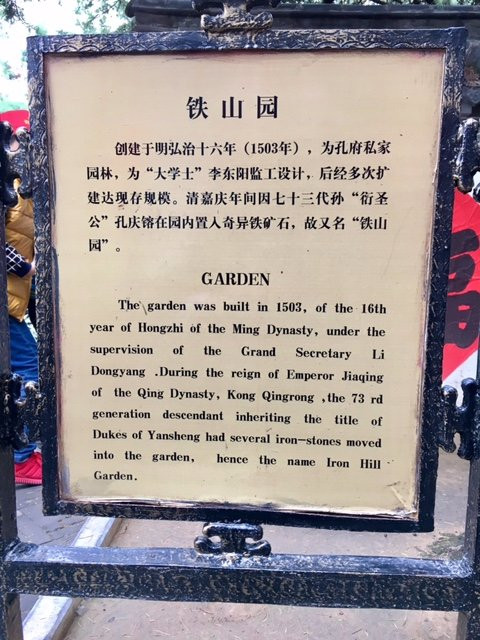 铁山园
创建于明弘治十六年（1503年），为孔府私家
园林，为“大学士”李东阳监工设计，后经多次扩
建达现存规模。清嘉庆年间因七十三代孙“衍圣
公”孔庆镕在园内置入奇异铁矿石，故又名“铁山
园”。
GARDEN
The garden was built in 1503, of the 16th
year of Hongzhi of the Ming Dynasty, under the
supervision of the Grand Secretary Li
Dongyang .During the reign of Emperor Jiaqing
of the Qing Dynasty, Kong Qingrong ,the 73 rd
generation descendant inheriting the title of
Dukes of Yansheng had several iron-stones moved
into the garden, hence the name Iron Hill
Garden.